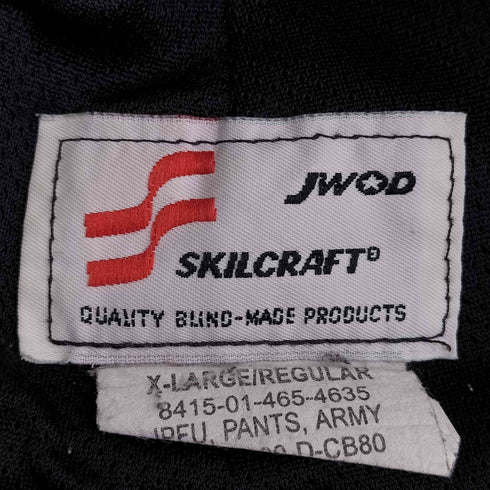 JWOD
SKILCRAFT®
QUALITY BLIND-MADE PRODUCTS
X-LARGE/REGULAR
8415-01-465-4635
IPFU, PANTS, ARMY
D-CB80